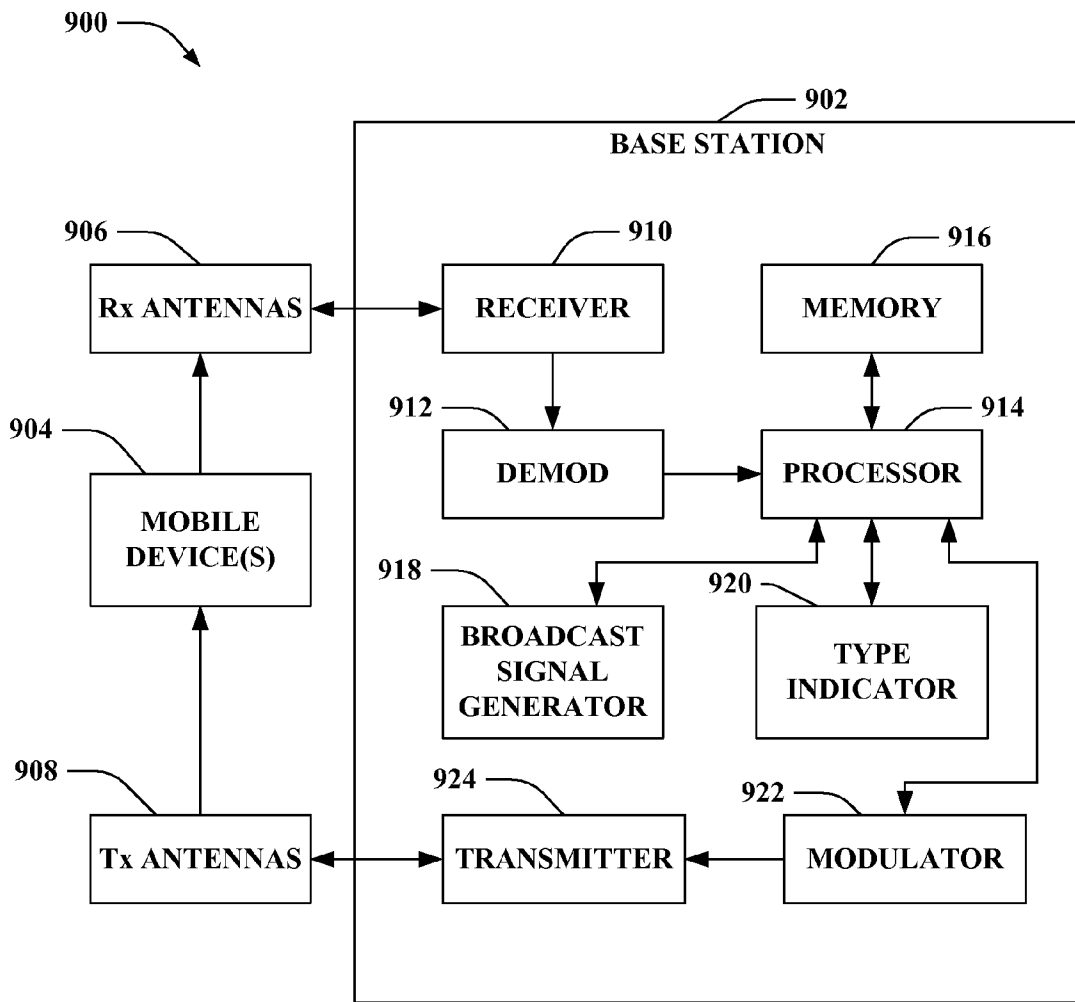 900
902
BASE STATION
906
910
916
Rx ANTENNAS
RECEIVER
MEMORY
904
912
914
MOBILE
DEVICE(S)
DEMOD
PROCESSOR
918
920
BROADCAST
SIGNAL
GENERATOR
TYPE
INDICATOR
908
924
922
Tx ANTENNAS
TRANSMITTER
MODULATOR